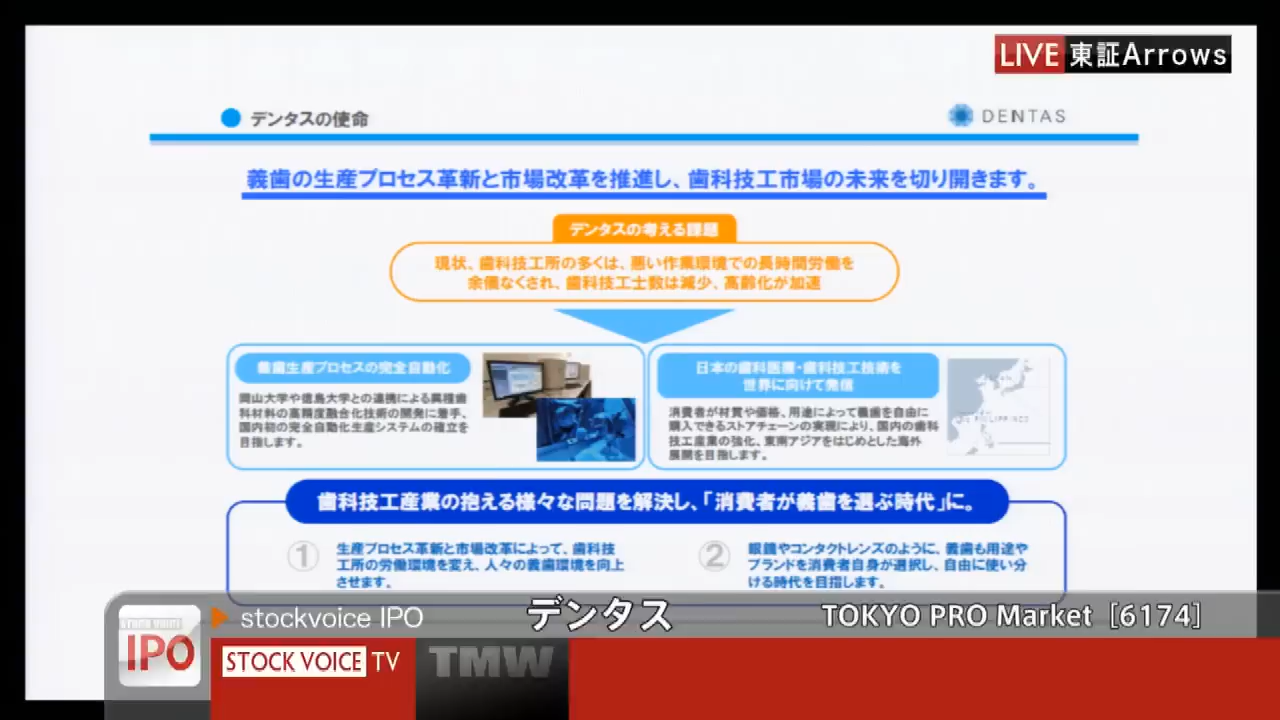 LIVE 東証Arrows
デンタスの使命
DENTAS
義歯の生産プロセス革新と市場改革を推進し、歯科技工市場の未来を切り開きます。
デンタスの考える課題
現状、歯科技工所の多くは、悪い作業環境での長時間労働を
余儀なくされ、歯科技工士数は減少、高齢化が加速
義歯生産プロセスの完全自動化
岡山大学や徳島大学との連携による異種歯
科材料の高精度融合化技術の開発に着手、
国内初の完全自動化生産システムの確立を
目指します。
日本の歯科医療・歯科技工技術を
世界に向けて発信
消費者が材質や価格、用途によって義歯を自由に
購入できるストアチェーンの実現により、国内の歯科
技工産業の強化、東南アジアをはじめとした海外
展開を目指します。
PHILIPPINES
歯科技工産業の抱える様々な問題を解決し、「消費者が義歯を選ぶ時代」に。
1 生産プロセス革新と市場改革によって、歯科技
工所の労働環境を変え、人々の義歯環境を向上
させます。
2 眼鏡やコンタクトレンズのように、義歯も用途や
ブランドを消費者自身が選択し、自由に使い分
ける時代を目指します。
STOCK VOICE
IPO
stockvoice IPO
デンタス
TOKYO PRO Market [6174]
STOCK VOICE TV
TMW